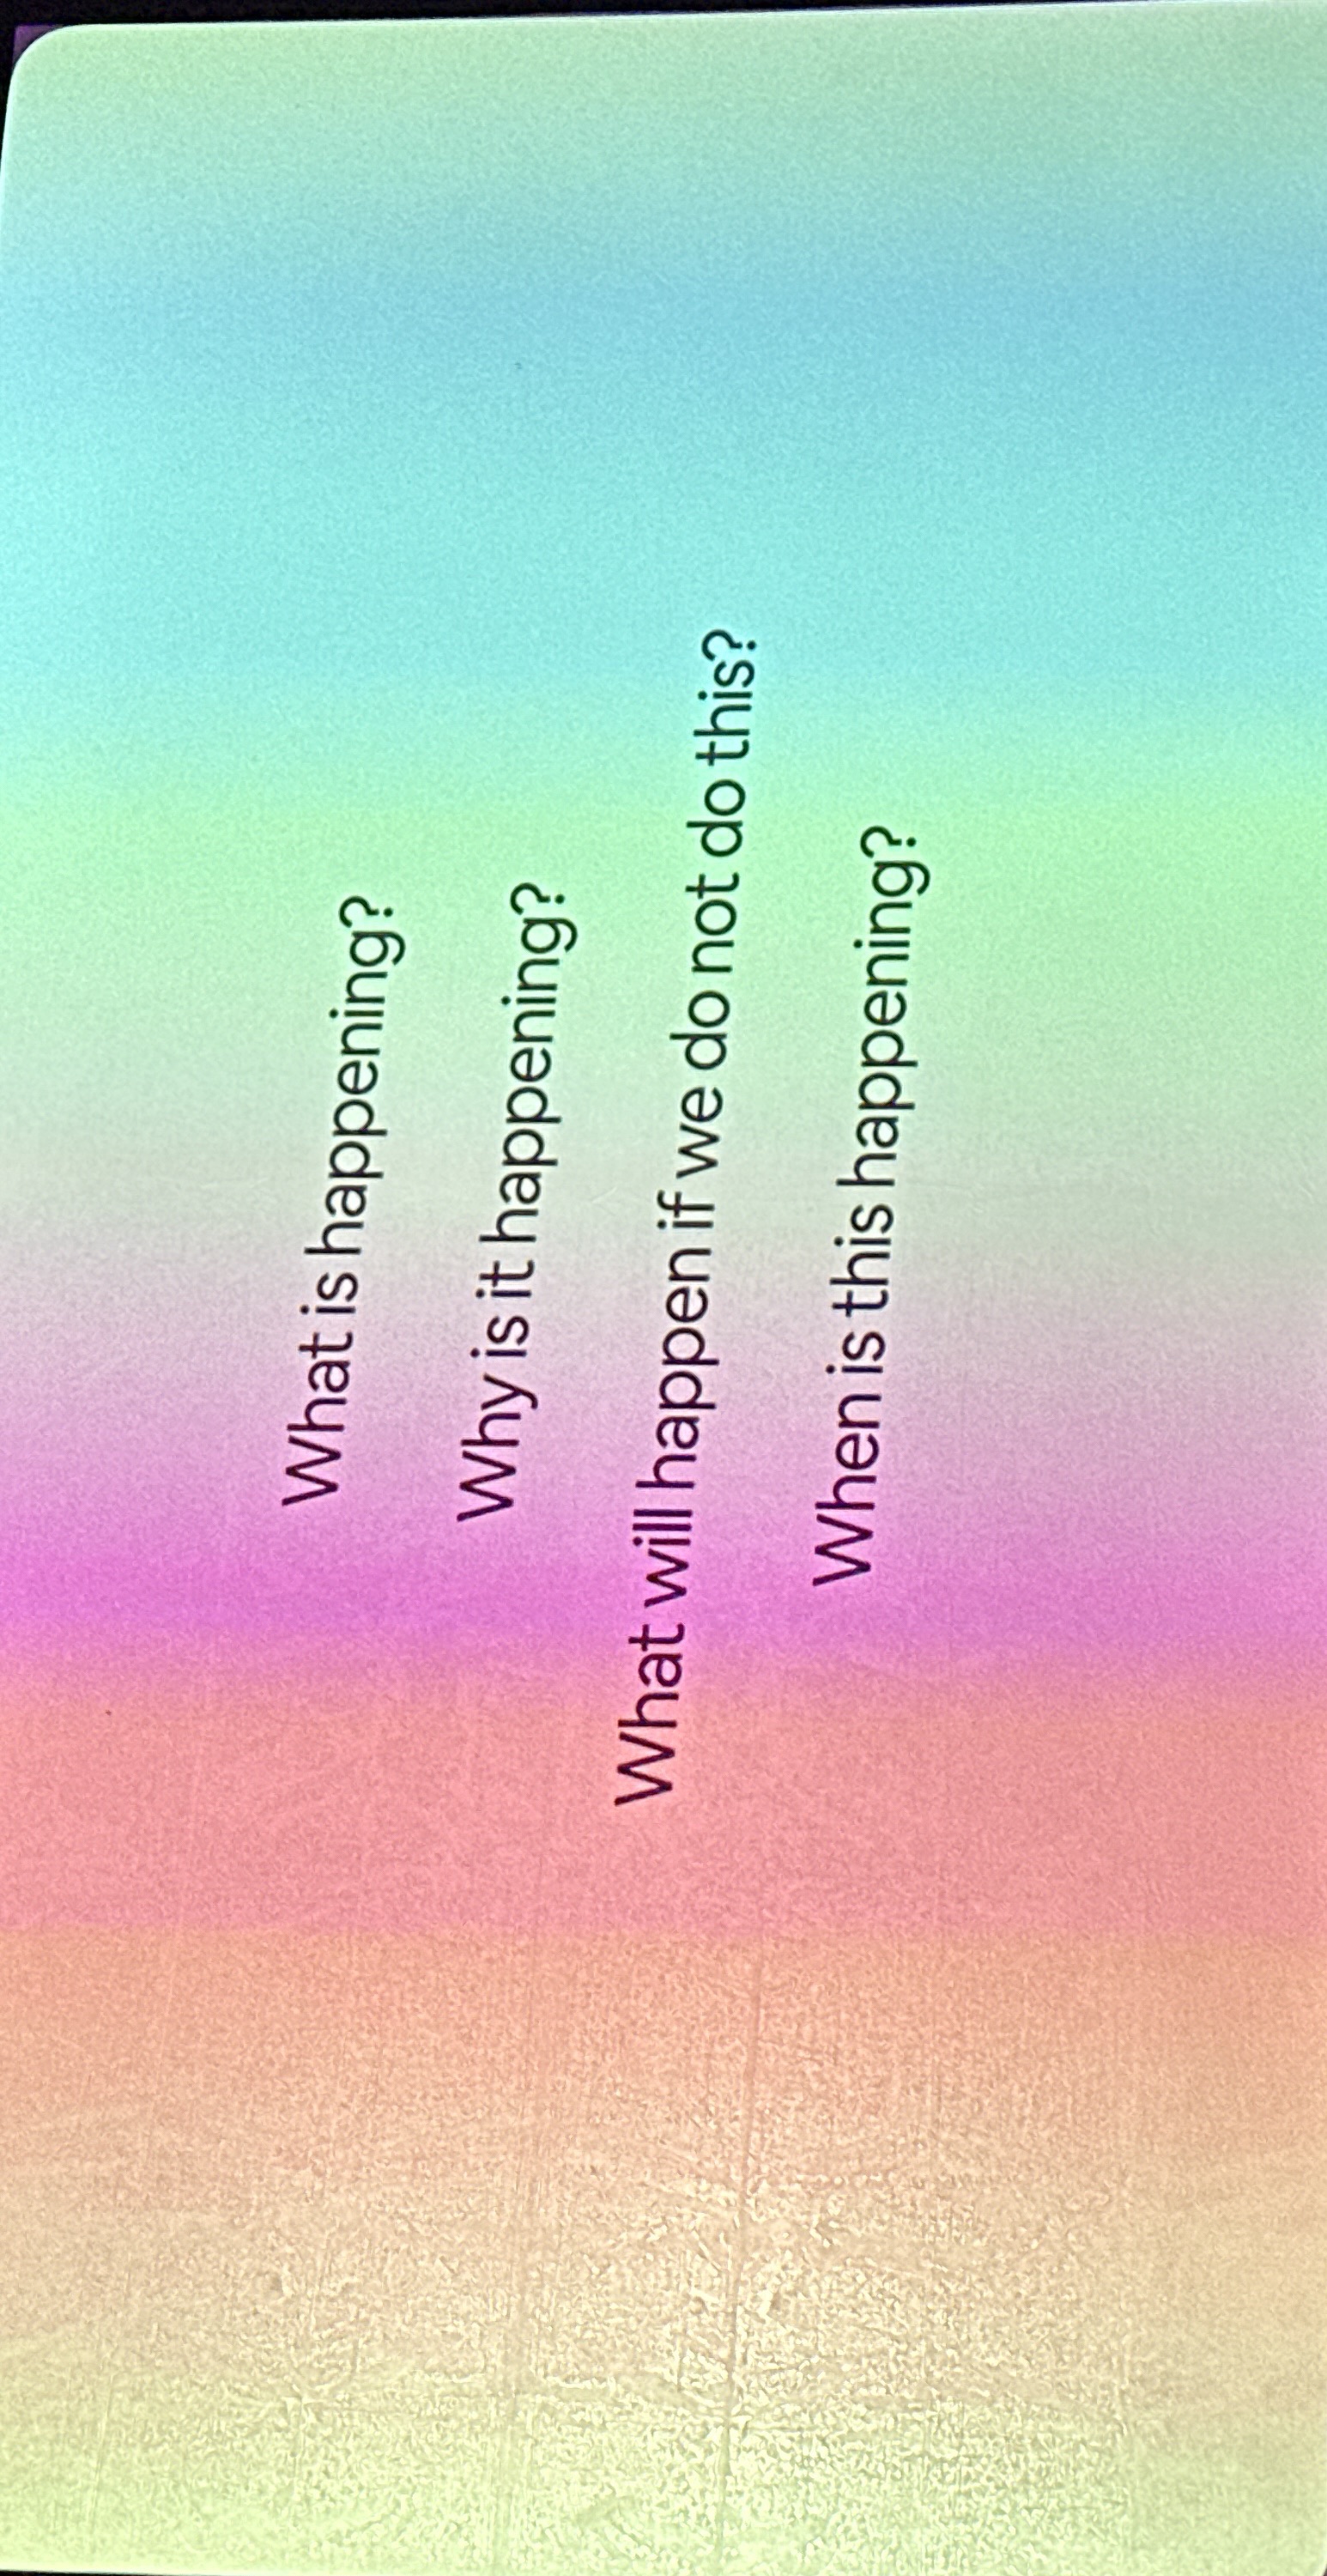 What is happening?
Why is it happening?
What will happen if we do not do this?
When is this happening?